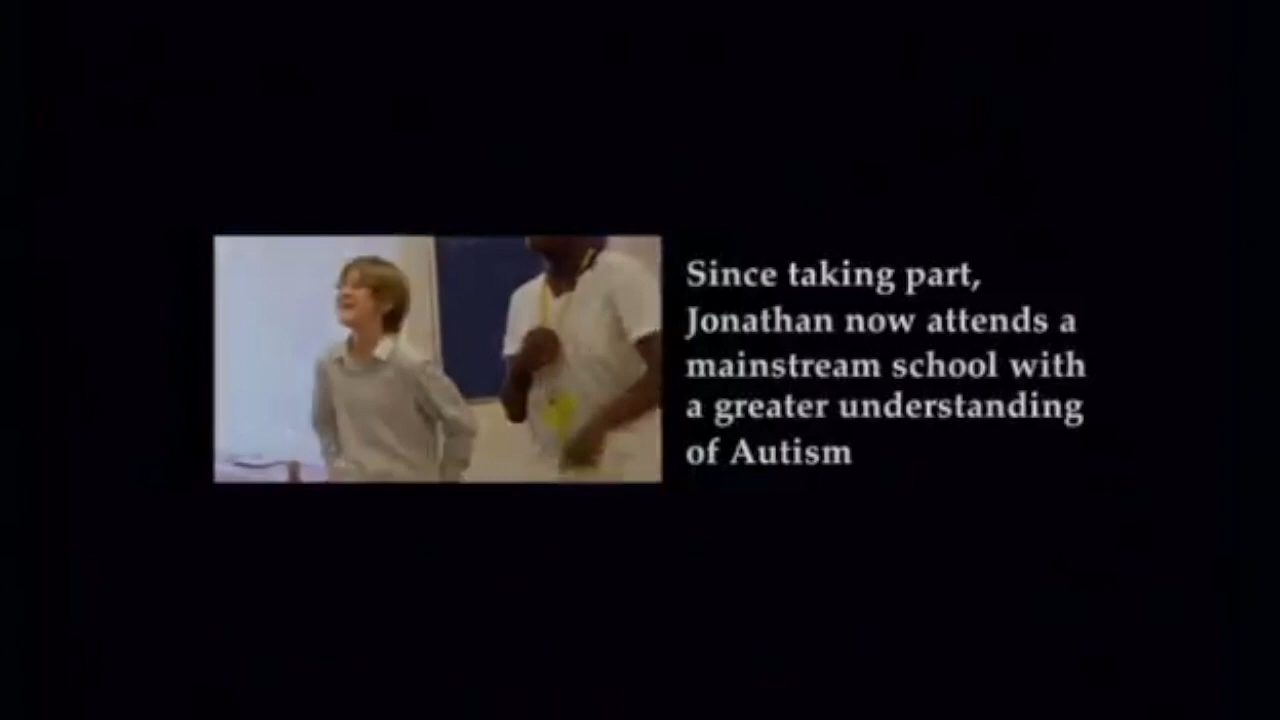 Since taking part,
Jonathan now attends a
mainstream school with
a greater understanding
of Autism